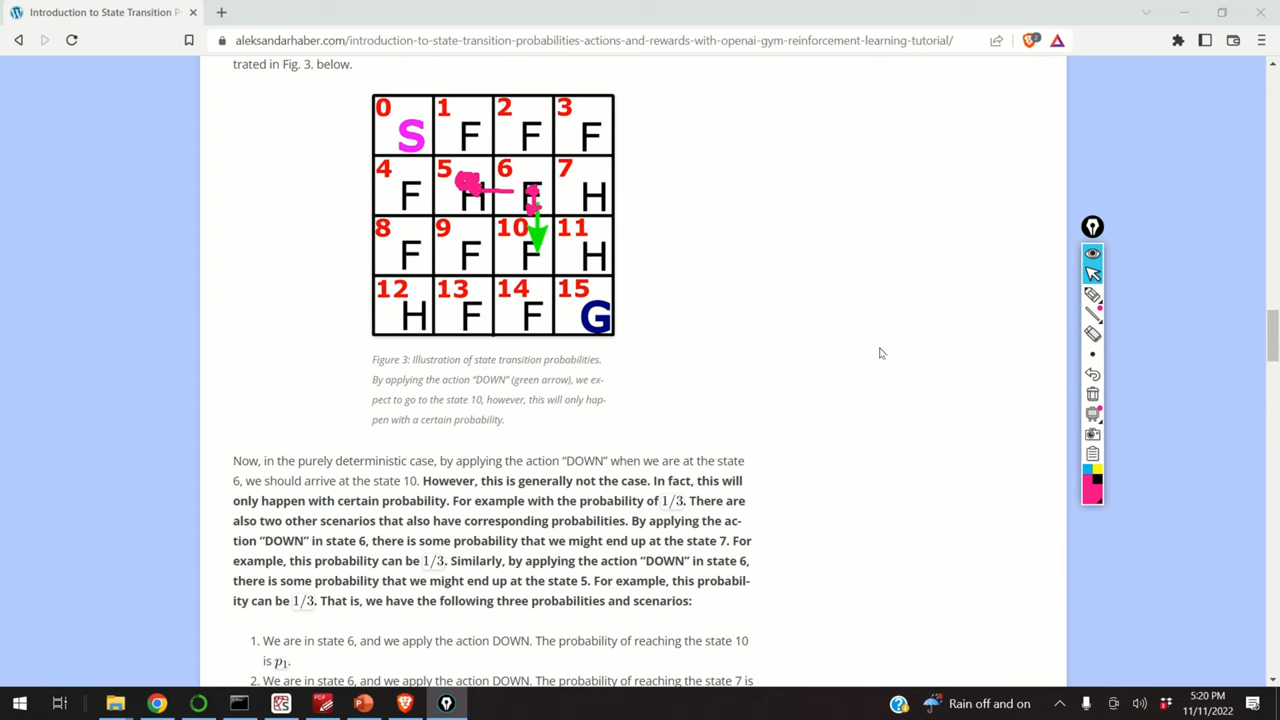 Introduction to State Transition P
aleksandarhaber.com/introduction-to-state-transition-probabilities-actions-and-rewards-with-openai-gym-reinforcement-learning-tutorial/
2
trated in Fig. 3. below.
0 1 2 3
S F F F
4 5 6 7
F H F H
8 9 10 11
F F F H
12 13 14 15
H F F G
Figure 3: Illustration of state transition probabilities.
By applying the action “DOWN” (green arrow), we ex-
pect to go to the state 10, however, this will only hap-
pen with a certain probability.
Now, in the purely deterministic case, by applying the action “DOWN” when we are at the state
6, we should arrive at the state 10. However, this is generally not the case. In fact, this will
only happen with certain probability. For example with the probability of 1/3. There are
also two other scenarios that also have corresponding probabilities. By applying the ac-
tion “DOWN” in state 6, there is some probability that we might end up at the state 7. For
example, this probability can be 1/3. Similarly, by applying the action “DOWN” in state 6,
there is some probability that we might end up at the state 5. For example, this probabil-
ity can be 1/3. That is, we have the following three probabilities and scenarios:
1. We are in state 6, and we apply the action DOWN. The probability of reaching the state 10
is p1.
2. We are in state 6, and we apply the action DOWN. The probability of reaching the state 7 is
Rain off and on
5:20 PM
11/11/2022